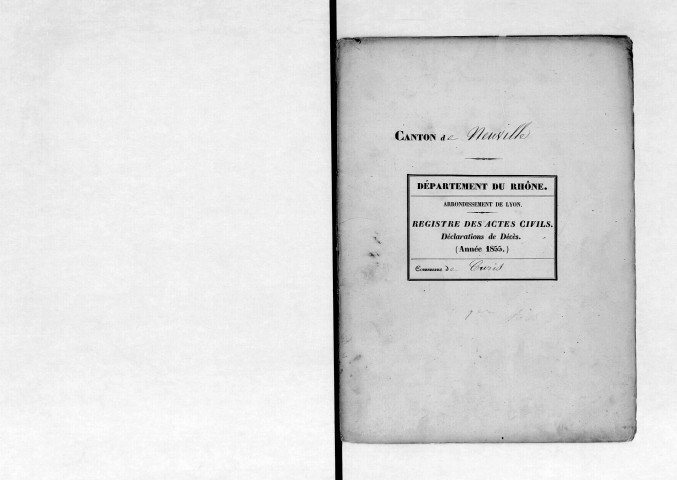 CANTON de Neuville
DÉPARTEMENT DU RHÔNE.
ARRONDISSEMENT DE LYON.
REGISTRE DES ACTES CIVILS.
Déclarations de Décès.
(Année 1855.)
COMMUNE de Curis